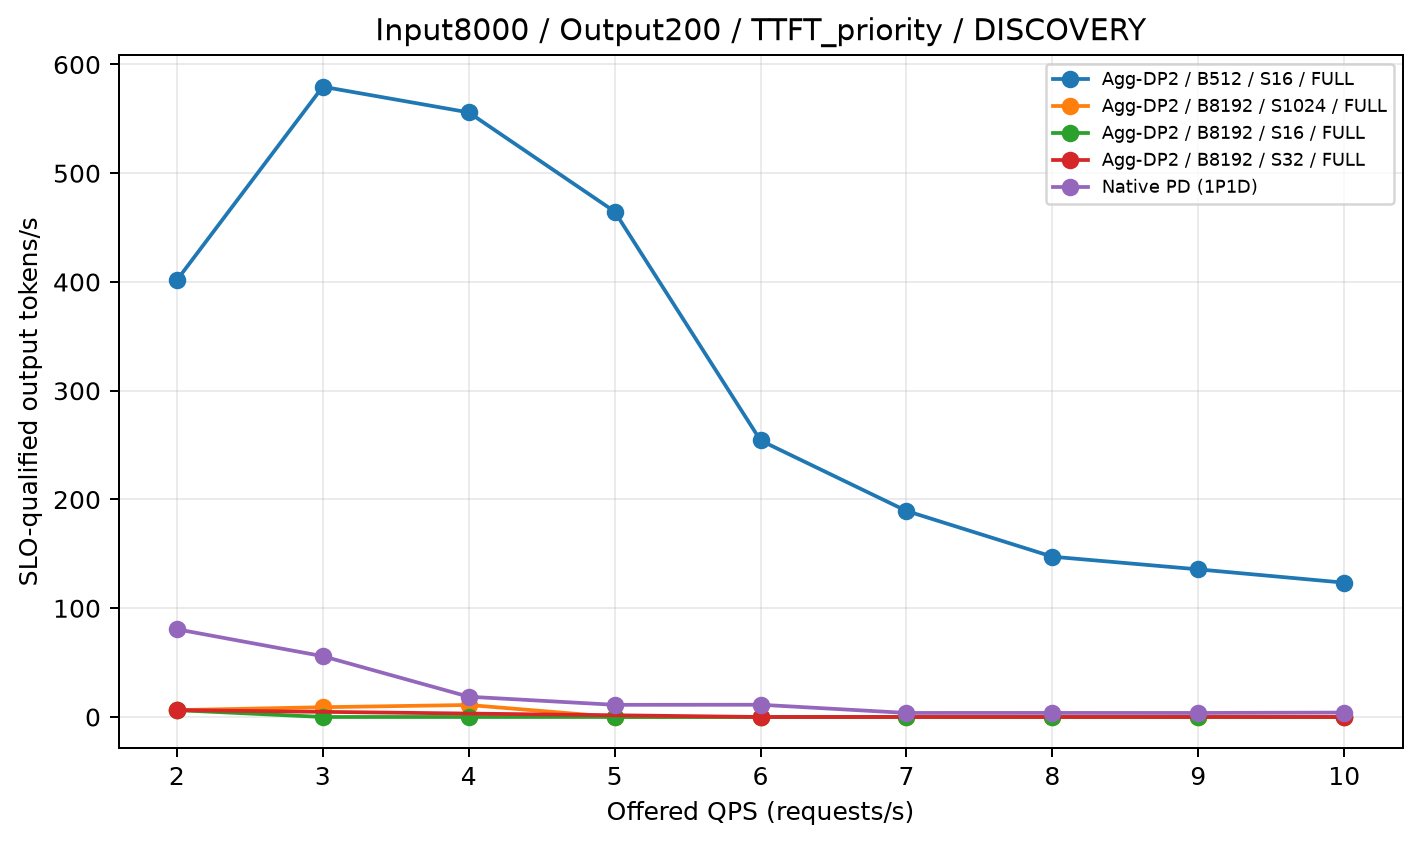 Input8000 / Output200 / TTFT_priority / DISCOVERY
Agg-DP2 / B512 / S16 / FULL
Agg-DP2 / B8192 / S1024 / FULL
Agg-DP2 / B8192 / S16 / FULL
Agg-DP2 / B8192 / S32 / FULL
Native PD (1P1D)
SLO-qualified output tokens/s
600
500
400
300
200
100
0
2 3 4 5 6 7 8 9 10
Offered QPS (requests/s)